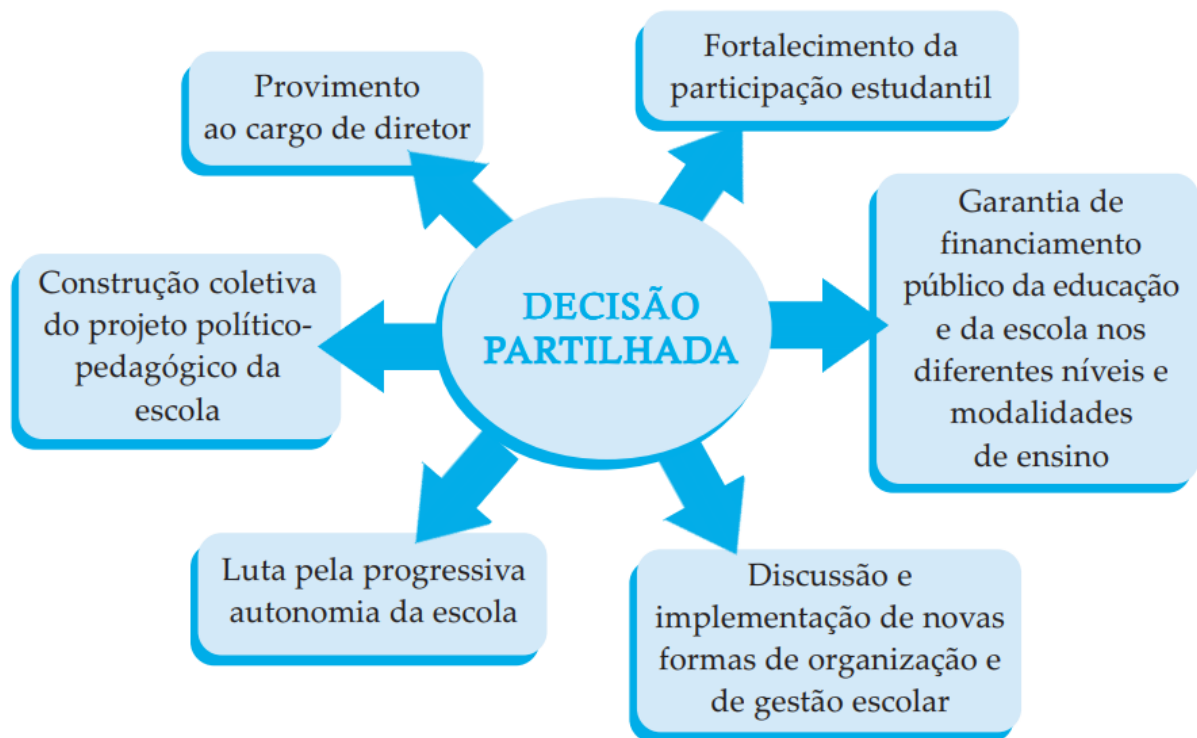 Provimento
ao cargo de diretor
Fortalecimento da
participação estudantil
Construção coletiva
do projeto político-
pedagógico da
escola
DECISÃO
PARTILHADA
Garantia de
financiamento
público da educação
e da escola nos
diferentes níveis e
modalidades
de ensino
Luta pela progressiva
autonomia da escola
Discussão e
implementação de novas
formas de organização e
de gestão escolar